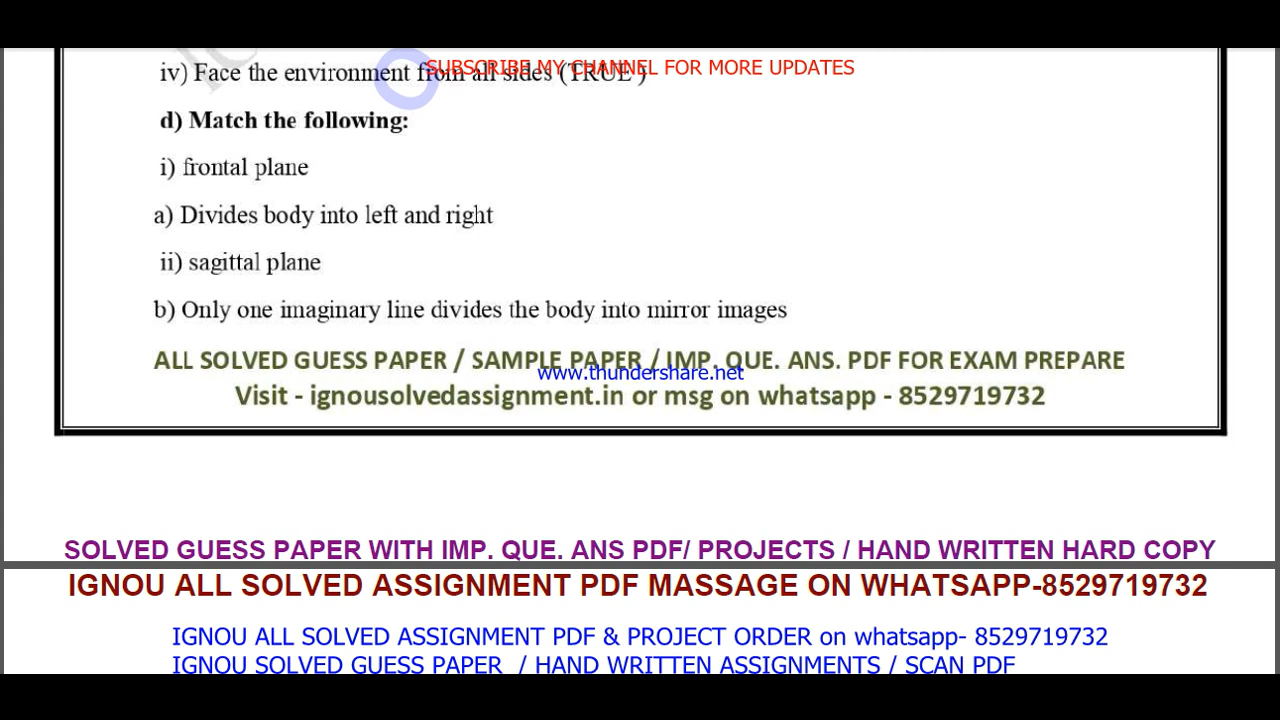 SUBSCRIBE MY CHANNEL FOR MORE UPDATES
iv) Face the environment from all sides (TRUE )
d) Match the following:
i) frontal plane
a) Divides body into left and right
ii) sagittal plane
b) Only one imaginary line divides the body into mirror images
ALL SOLVED GUESS PAPER / SAMPLE PAPER / IMP. QUE. ANS. PDF FOR EXAM PREPARE
www.thundershare.net
Visit - ignousolvedassignment.in or msg on whatsapp - 8529719732
SOLVED GUESS PAPER WITH IMP. QUE. ANS PDF/ PROJECTS / HAND WRITTEN HARD COPY
IGNOU ALL SOLVED ASSIGNMENT PDF MASSAGE ON WHATSAPP-8529719732
IGNOU ALL SOLVED ASSIGNMENT PDF & PROJECT ORDER on whatsapp- 8529719732
IGNOU SOLVED GUESS PAPER / HAND WRITTEN ASSIGNMENTS / SCAN PDF